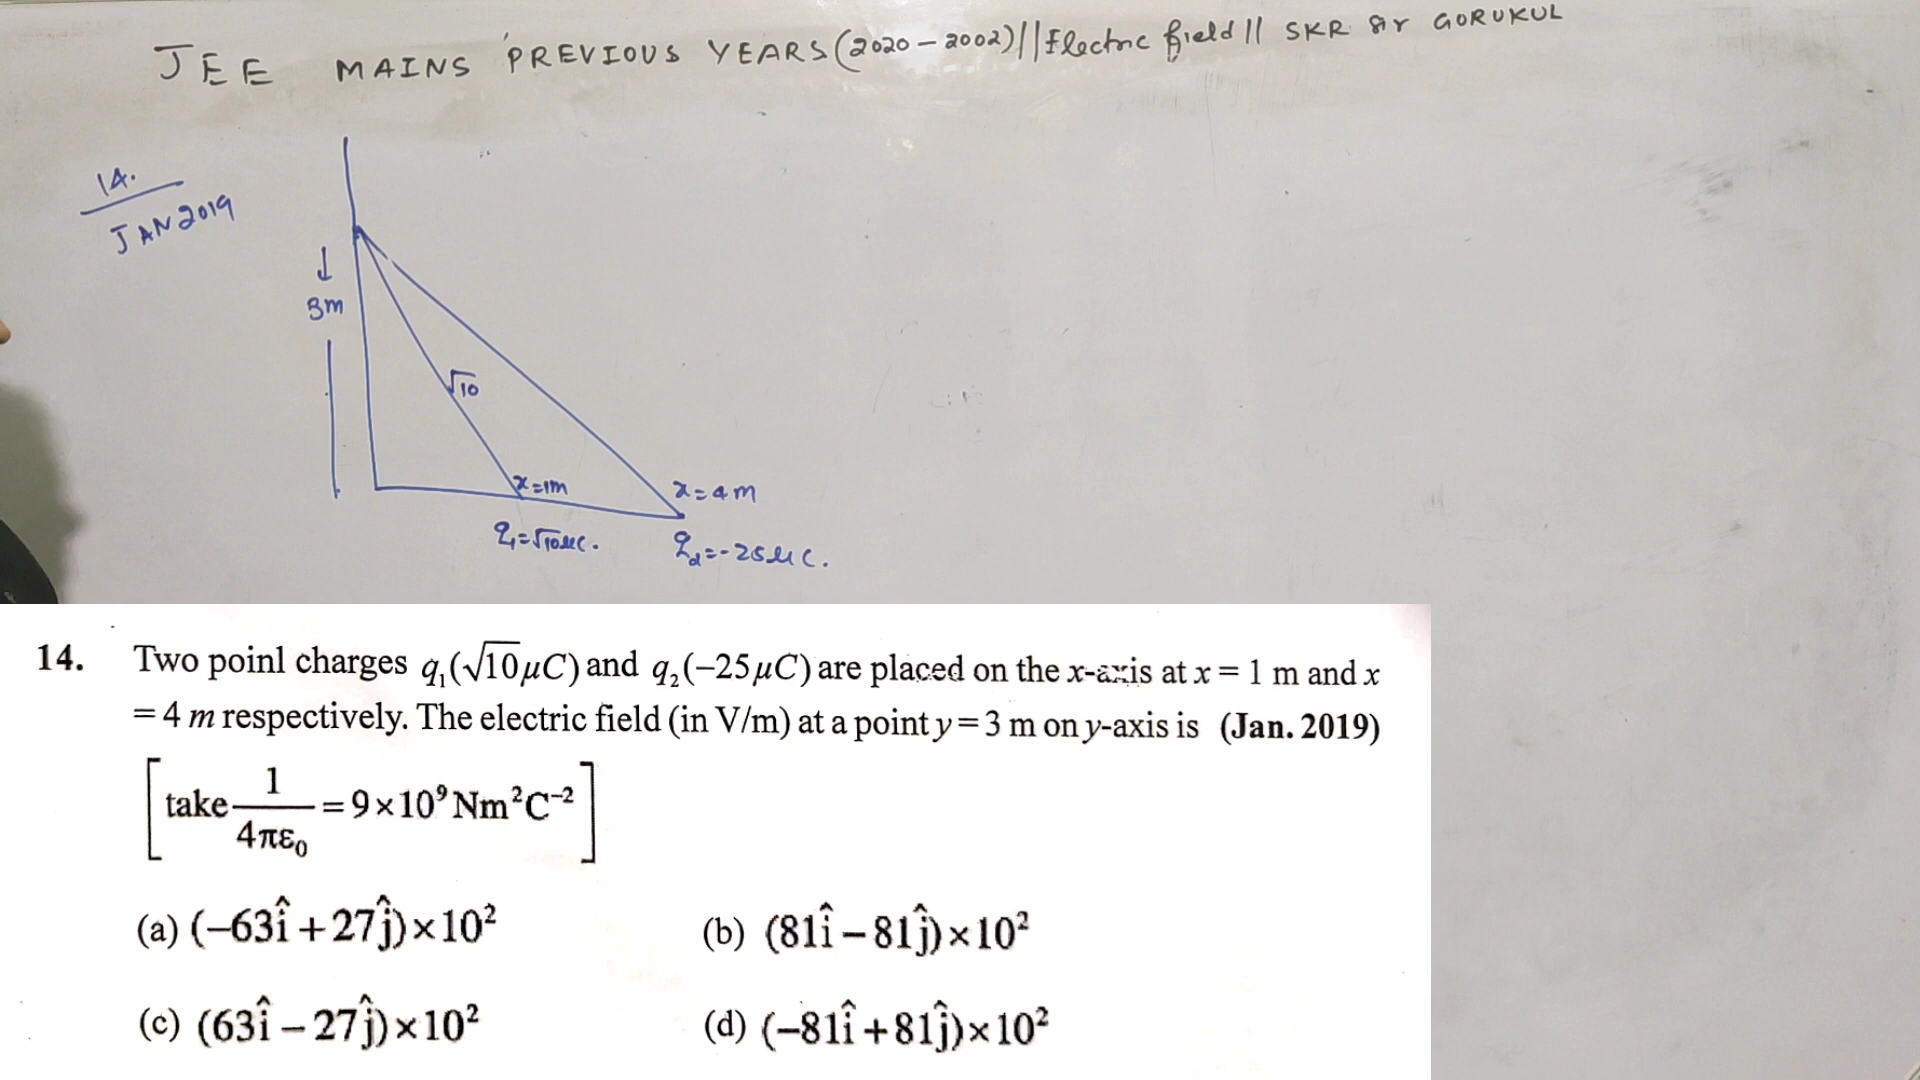 JEE MAINS PREVIOUS YEARS(2020-2002)||Electric field|| SKR Sir GORUKUL
14.
JAN 2019
↓
3m
√10
x=1m
x=4m
q₁=√10μC.
q₂=-25μC.
14. Two poinl charges q₁(√10μC) and q₂(−25μC) are placed on the x-axis at x = 1 m and x
= 4 m respectively. The electric field (in V/m) at a point y = 3 m on y-axis is (Jan. 2019)
[take 1/4πε₀ = 9×10⁹ Nm²C⁻²]
(a) (−63î + 27ĵ)×10²
(b) (81î − 81ĵ)×10²
(c) (63î − 27ĵ)×10²
(d) (−81î + 81ĵ)×10²